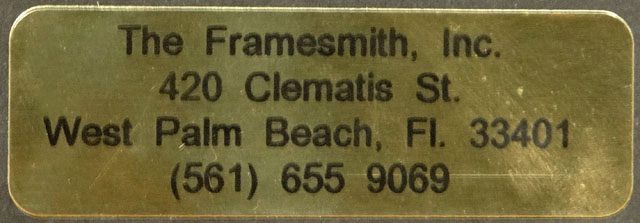 The Framesmith, Inc.
420 Clematis St.
West Palm Beach, Fl. 33401
(561) 655 9069